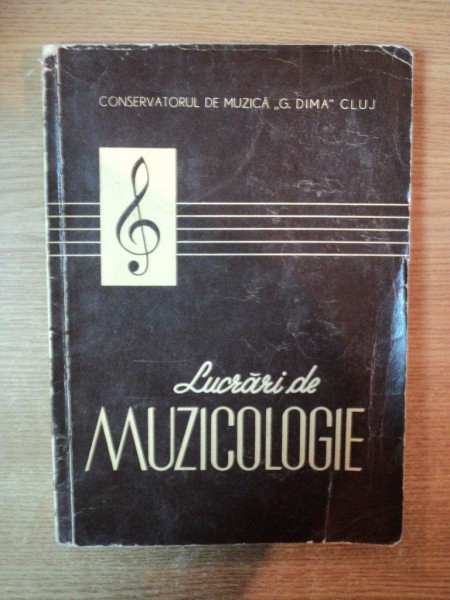 CONSERVATORUL DE MUZICĂ „G. DIMA” CLUJ
Lucrări de
MUZICOLOGIE